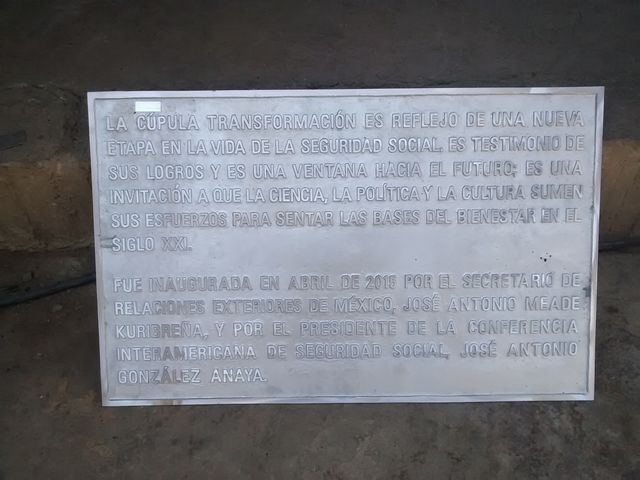 LA CÚPULA TRANSFORMACIÓN ES REFLEJO DE UNA NUEVA
ETAPA EN LA VIDA DE LA SEGURIDAD SOCIAL. ES TESTIMONIO DE
SUS LOGROS Y ES UNA VENTANA HACIA EL FUTURO; ES UNA
INVITACIÓN A QUE LA CIENCIA, LA POLÍTICA Y LA CULTURA SUMEN
SUS ESFUERZOS PARA SENTAR LAS BASES DEL BIENESTAR EN EL
SIGLO XXI.
FUE INAUGURADA EN ABRIL DE 2015 POR EL SECRETARIO DE
RELACIONES EXTERIORES DE MÉXICO, JOSÉ ANTONIO MEADE
KURIBREÑA, Y POR EL PRESIDENTE DE LA CONFERENCIA
INTERAMERICANA DE SEGURIDAD SOCIAL, JOSÉ ANTONIO
GONZÁLEZ ANAYA.